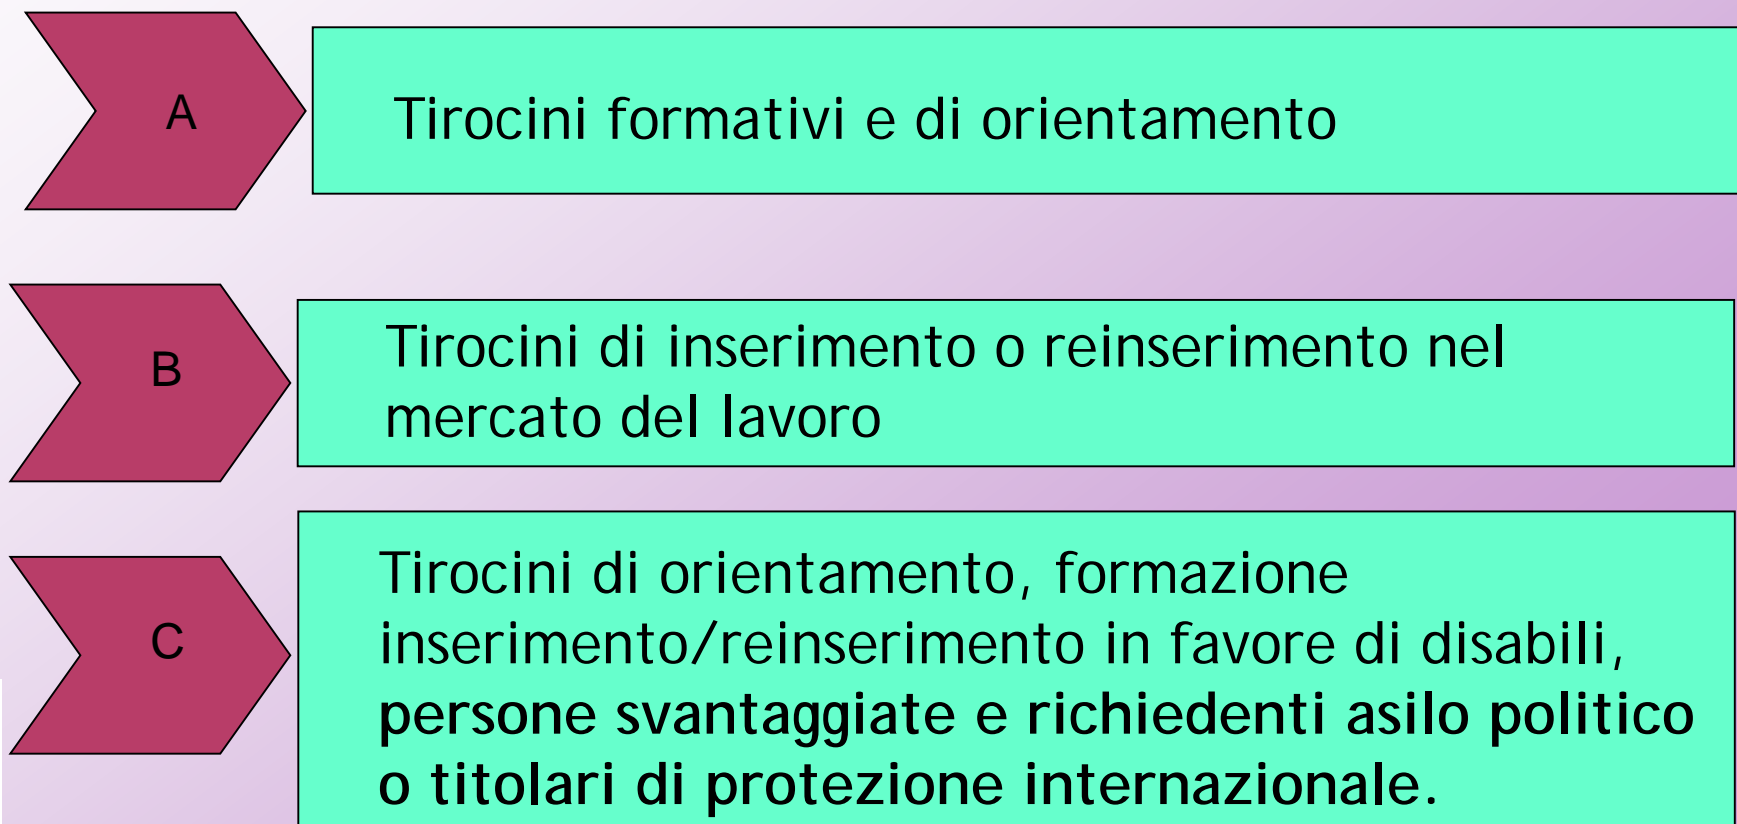 A
Tirocini formativi e di orientamento
B
Tirocini di inserimento o reinserimento nel
mercato del lavoro
C
Tirocini di orientamento, formazione
inserimento/reinserimento in favore di disabili,
persone svantaggiate e richiedenti asilo politico
o titolari di protezione internazionale.